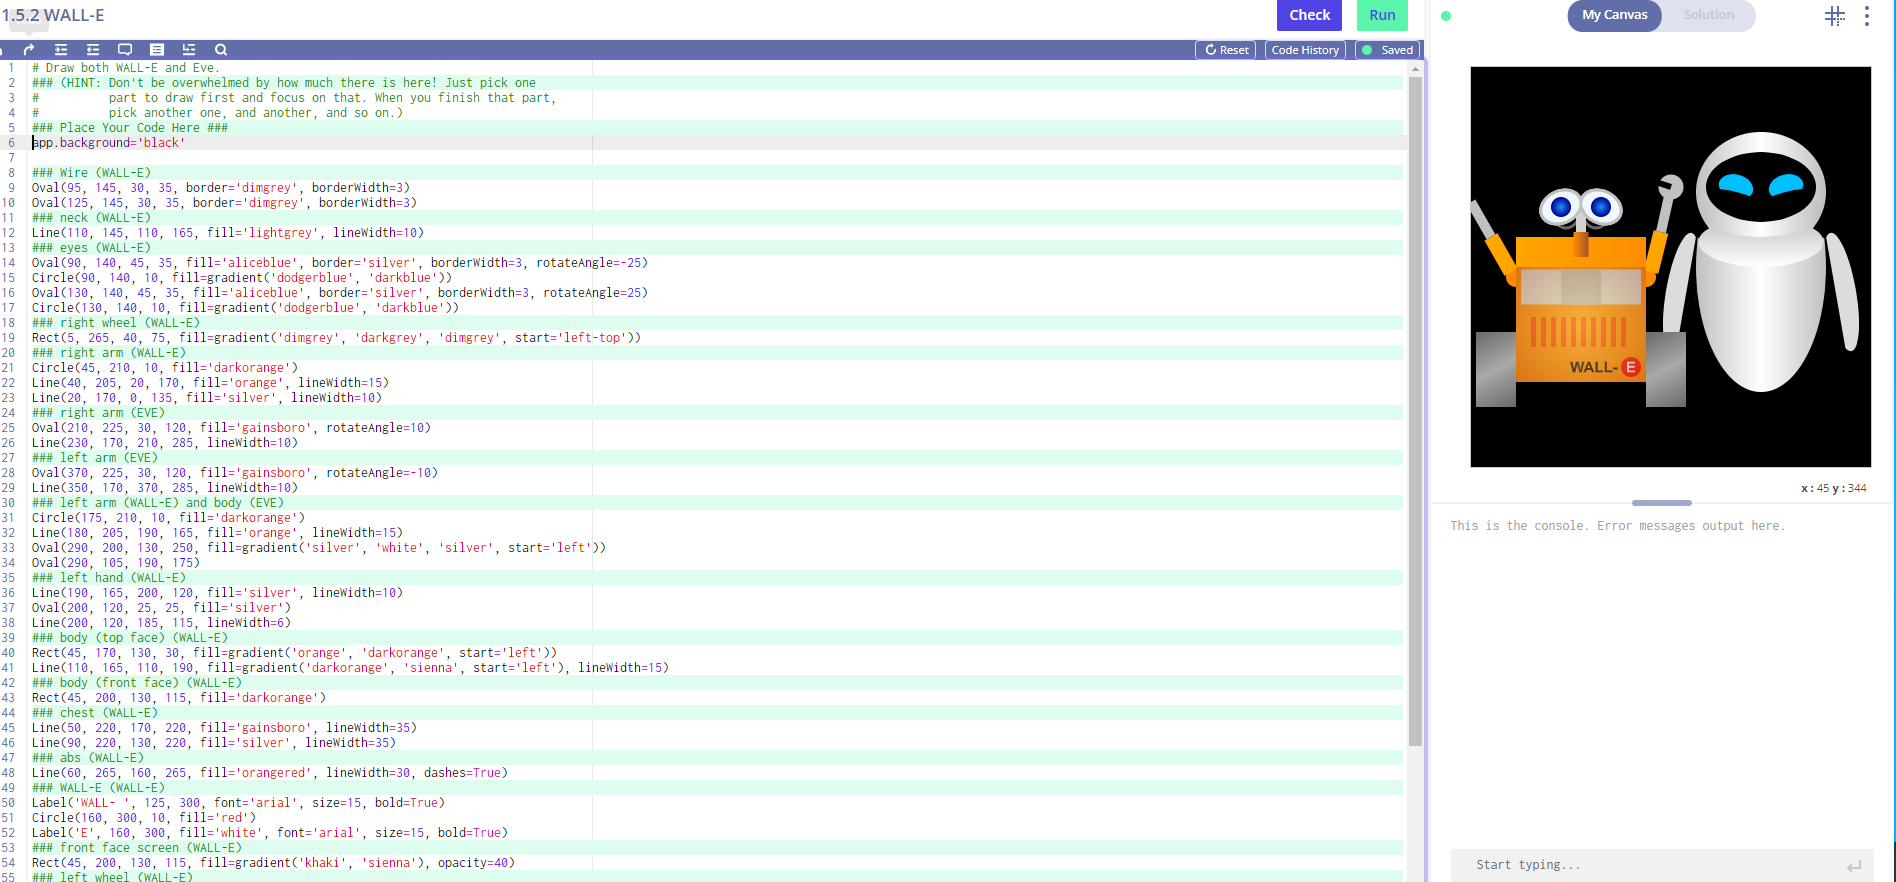 1.5.2 WALL-E
Check
Run
My Canvas
Solution
Reset
Code History
Saved
1 # Draw both WALL-E and Eve.
2 ### (HINT: Don't be overwhelmed by how much there is here! Just pick one
3 #          part to draw first and focus on that. When you finish that part,
4 #          pick another one, and another, and so on.)
5 ### Place Your Code Here ###
6 app.background='black'
7
8 ### Wire (WALL-E)
9 Oval(95, 145, 30, 35, border='dimgrey', borderWidth=3)
10 Oval(125, 145, 30, 35, border='dimgrey', borderWidth=3)
11 ### neck (WALL-E)
12 Line(110, 145, 110, 165, fill='lightgrey', lineWidth=10)
13 ### eyes (WALL-E)
14 Oval(90, 140, 45, 35, fill='aliceblue', border='silver', borderWidth=3, rotateAngle=-25)
15 Circle(90, 140, 10, fill=gradient('dodgerblue', 'darkblue'))
16 Oval(130, 140, 45, 35, fill='aliceblue', border='silver', borderWidth=3, rotateAngle=25)
17 Circle(130, 140, 10, fill=gradient('dodgerblue', 'darkblue'))
18 ### right wheel (WALL-E)
19 Rect(5, 265, 40, 75, fill=gradient('dimgrey', 'darkgrey', 'dimgrey', start='left-top'))
20 ### right arm (WALL-E)
21 Circle(45, 210, 10, fill='darkorange')
22 Line(40, 205, 20, 170, fill='orange', lineWidth=15)
23 Line(20, 170, 0, 135, fill='silver', lineWidth=10)
24 ### right arm (EVE)
25 Oval(210, 225, 30, 120, fill='gainsboro', rotateAngle=10)
26 Line(230, 170, 210, 285, lineWidth=10)
27 ### left arm (EVE)
28 Oval(370, 225, 30, 120, fill='gainsboro', rotateAngle=-10)
29 Line(350, 170, 370, 285, lineWidth=10)
30 ### left arm (WALL-E) and body (EVE)
31 Circle(175, 210, 10, fill='darkorange')
32 Line(180, 205, 190, 165, fill='orange', lineWidth=15)
33 Oval(290, 200, 130, 250, fill=gradient('silver', 'white', 'silver', start='left'))
34 Oval(290, 105, 190, 175)
35 ### left hand (WALL-E)
36 Line(190, 165, 200, 120, fill='silver', lineWidth=10)
37 Oval(200, 120, 25, 25, fill='silver')
38 Line(200, 120, 185, 115, lineWidth=6)
39 ### body (top face) (WALL-E)
40 Rect(45, 170, 130, 30, fill=gradient('orange', 'darkorange', start='left'))
41 Line(110, 165, 110, 190, fill=gradient('darkorange', 'sienna', start='left'), lineWidth=15)
42 ### body (front face) (WALL-E)
43 Rect(45, 200, 130, 115, fill='darkorange')
44 ### chest (WALL-E)
45 Line(50, 220, 170, 220, fill='gainsboro', lineWidth=35)
46 Line(90, 220, 130, 220, fill='silver', lineWidth=35)
47 ### abs (WALL-E)
48 Line(60, 265, 160, 265, fill='orangered', lineWidth=30, dashes=True)
49 ### WALL-E (WALL-E)
50 Label('WALL- ', 125, 300, font='arial', size=15, bold=True)
51 Circle(160, 300, 10, fill='red')
52 Label('E', 160, 300, fill='white', font='arial', size=15, bold=True)
53 ### front face screen (WALL-E)
54 Rect(45, 200, 130, 115, fill=gradient('khaki', 'sienna'), opacity=40)
55 ### left wheel (WALL-E)
WALL- E
x: 45 y: 344
This is the console. Error messages output here.
Start typing...